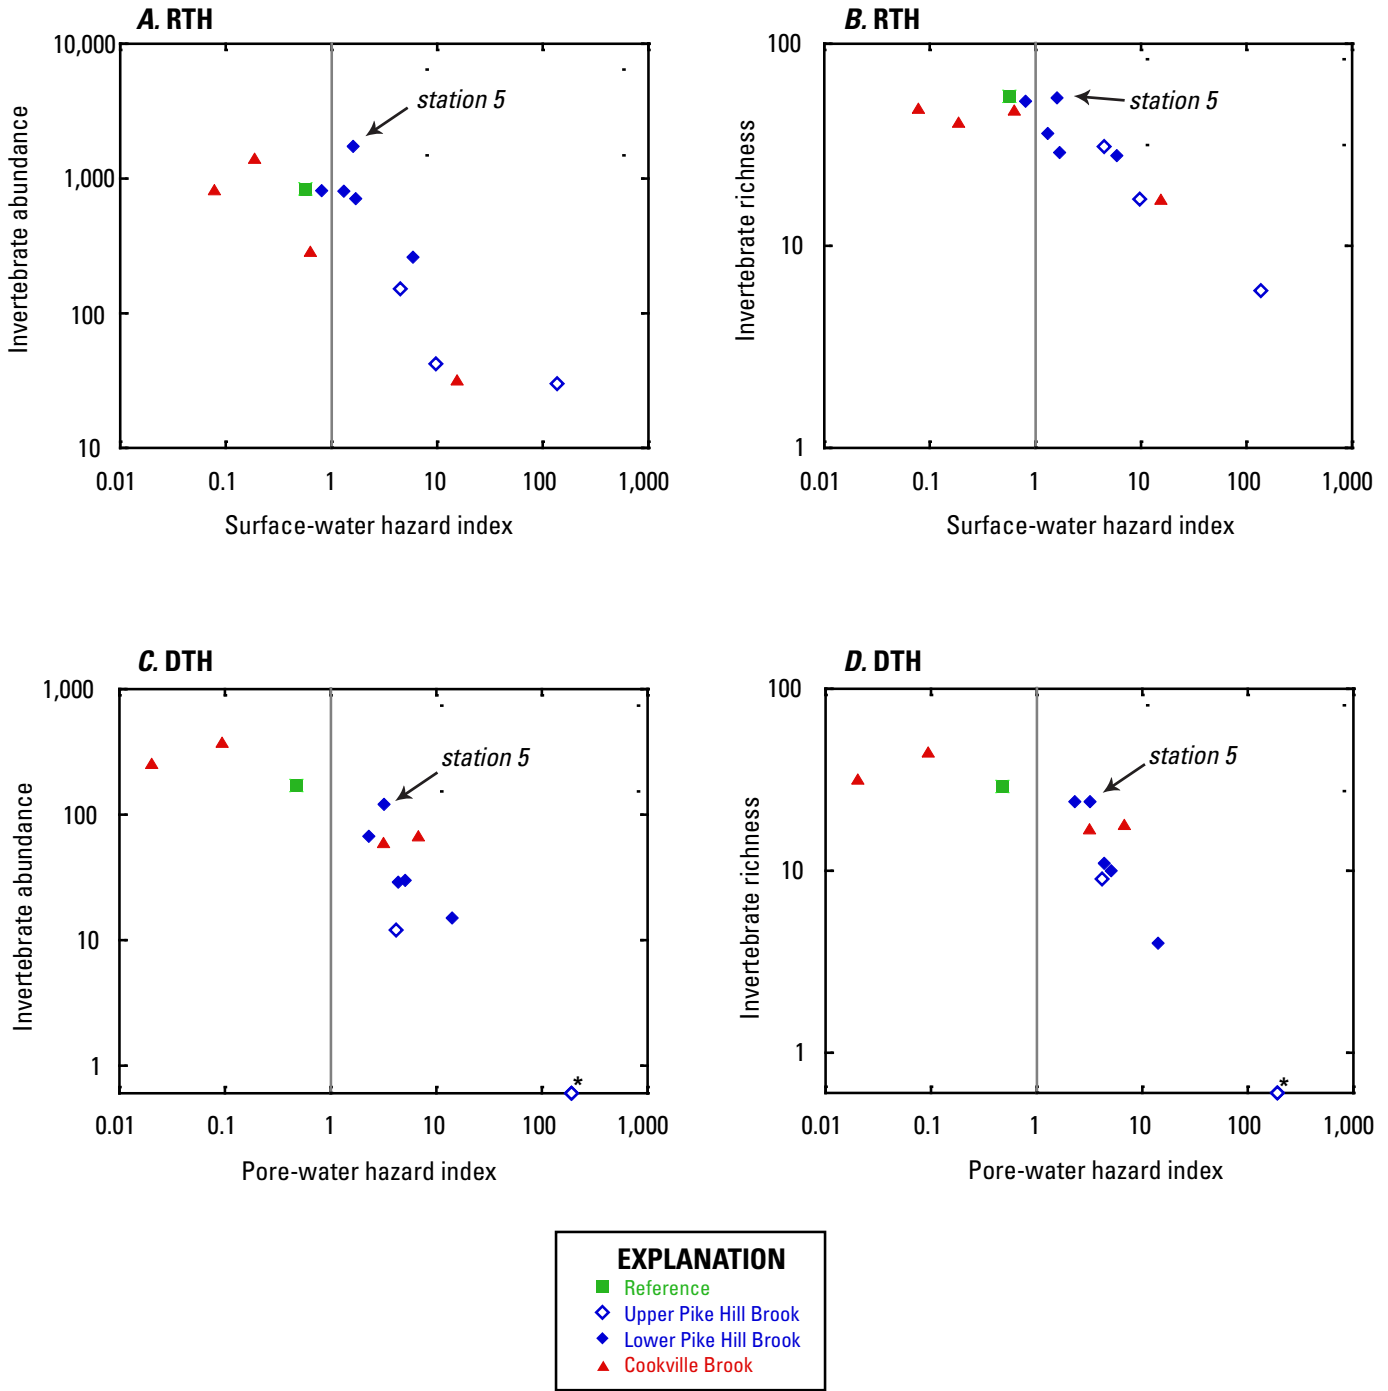 A. RTH
10,000
1,000
100
10
0.01 0.1 1 10 100 1,000
Invertebrate abundance
Surface-water hazard index
station 5
B. RTH
100
10
1
0.01 0.1 1 10 100 1,000
Invertebrate richness
Surface-water hazard index
station 5
C. DTH
1,000
100
10
1
0.01 0.1 1 10 100 1,000
Invertebrate abundance
Pore-water hazard index
station 5
*
D. DTH
100
10
1
0.01 0.1 1 10 100 1,000
Invertebrate richness
Pore-water hazard index
station 5
*
EXPLANATION
Reference
Upper Pike Hill Brook
Lower Pike Hill Brook
Cookville Brook